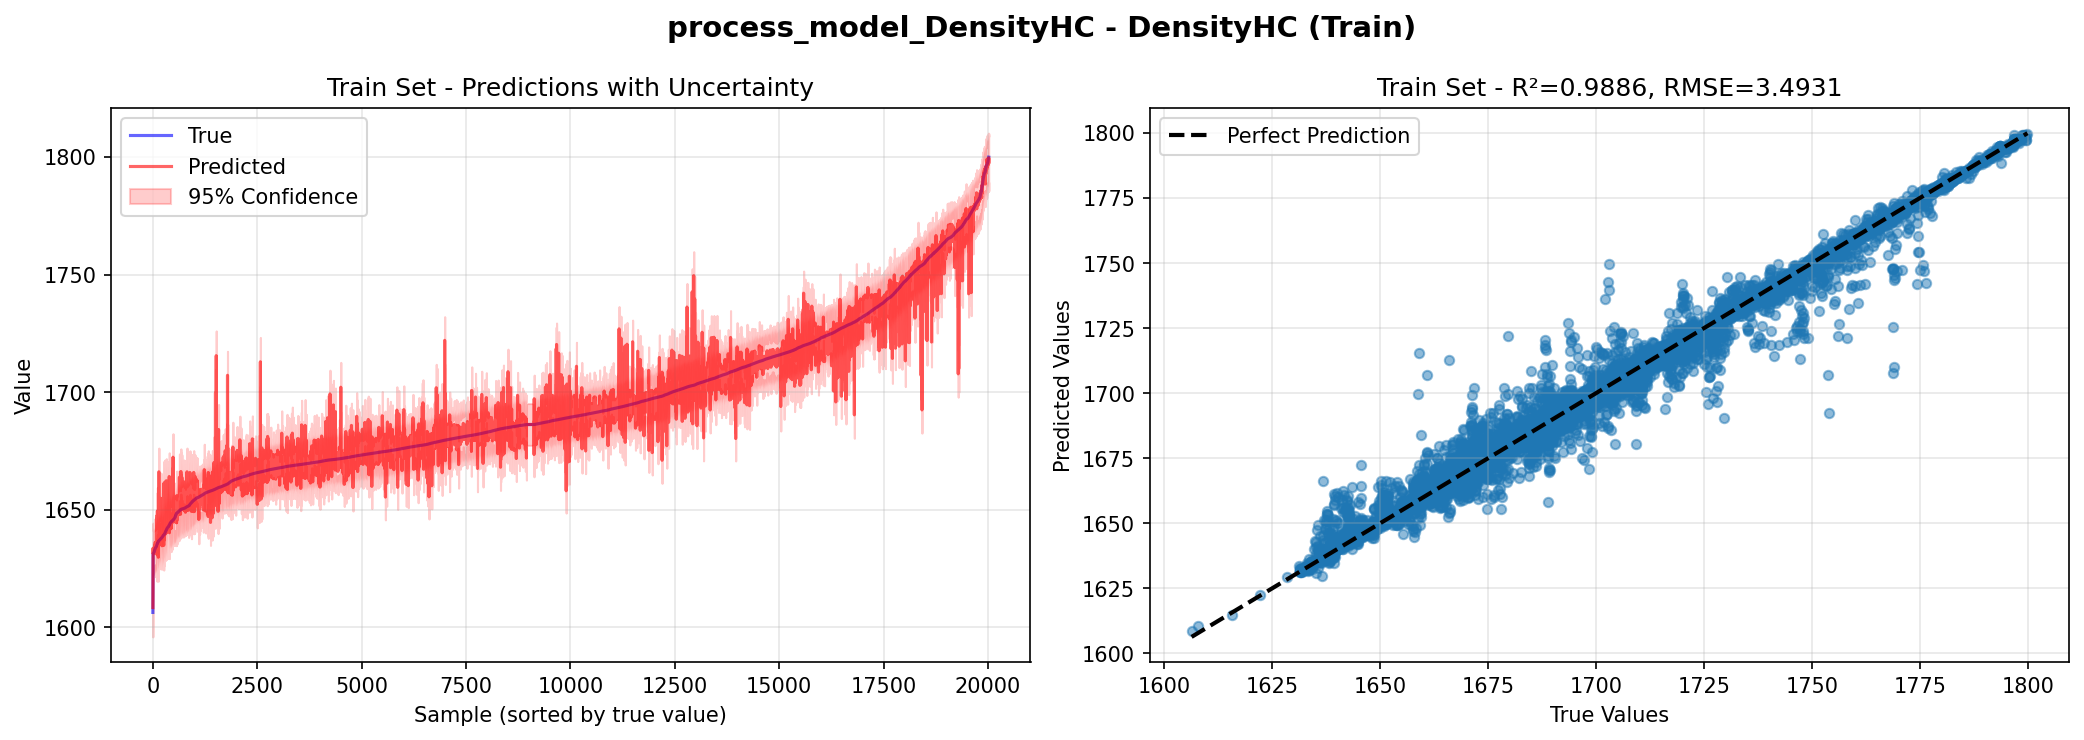 process_model_DensityHC - DensityHC (Train)
Train Set - Predictions with Uncertainty
True
Predicted
95% Confidence
Value
1800
1750
1700
1650
1600
0 2500 5000 7500 10000 12500 15000 17500 20000
Sample (sorted by true value)
Train Set - R²=0.9886, RMSE=3.4931
Perfect Prediction
Predicted Values
1800
1775
1750
1725
1700
1675
1650
1625
1600
1600 1625 1650 1675 1700 1725 1750 1775 1800
True Values